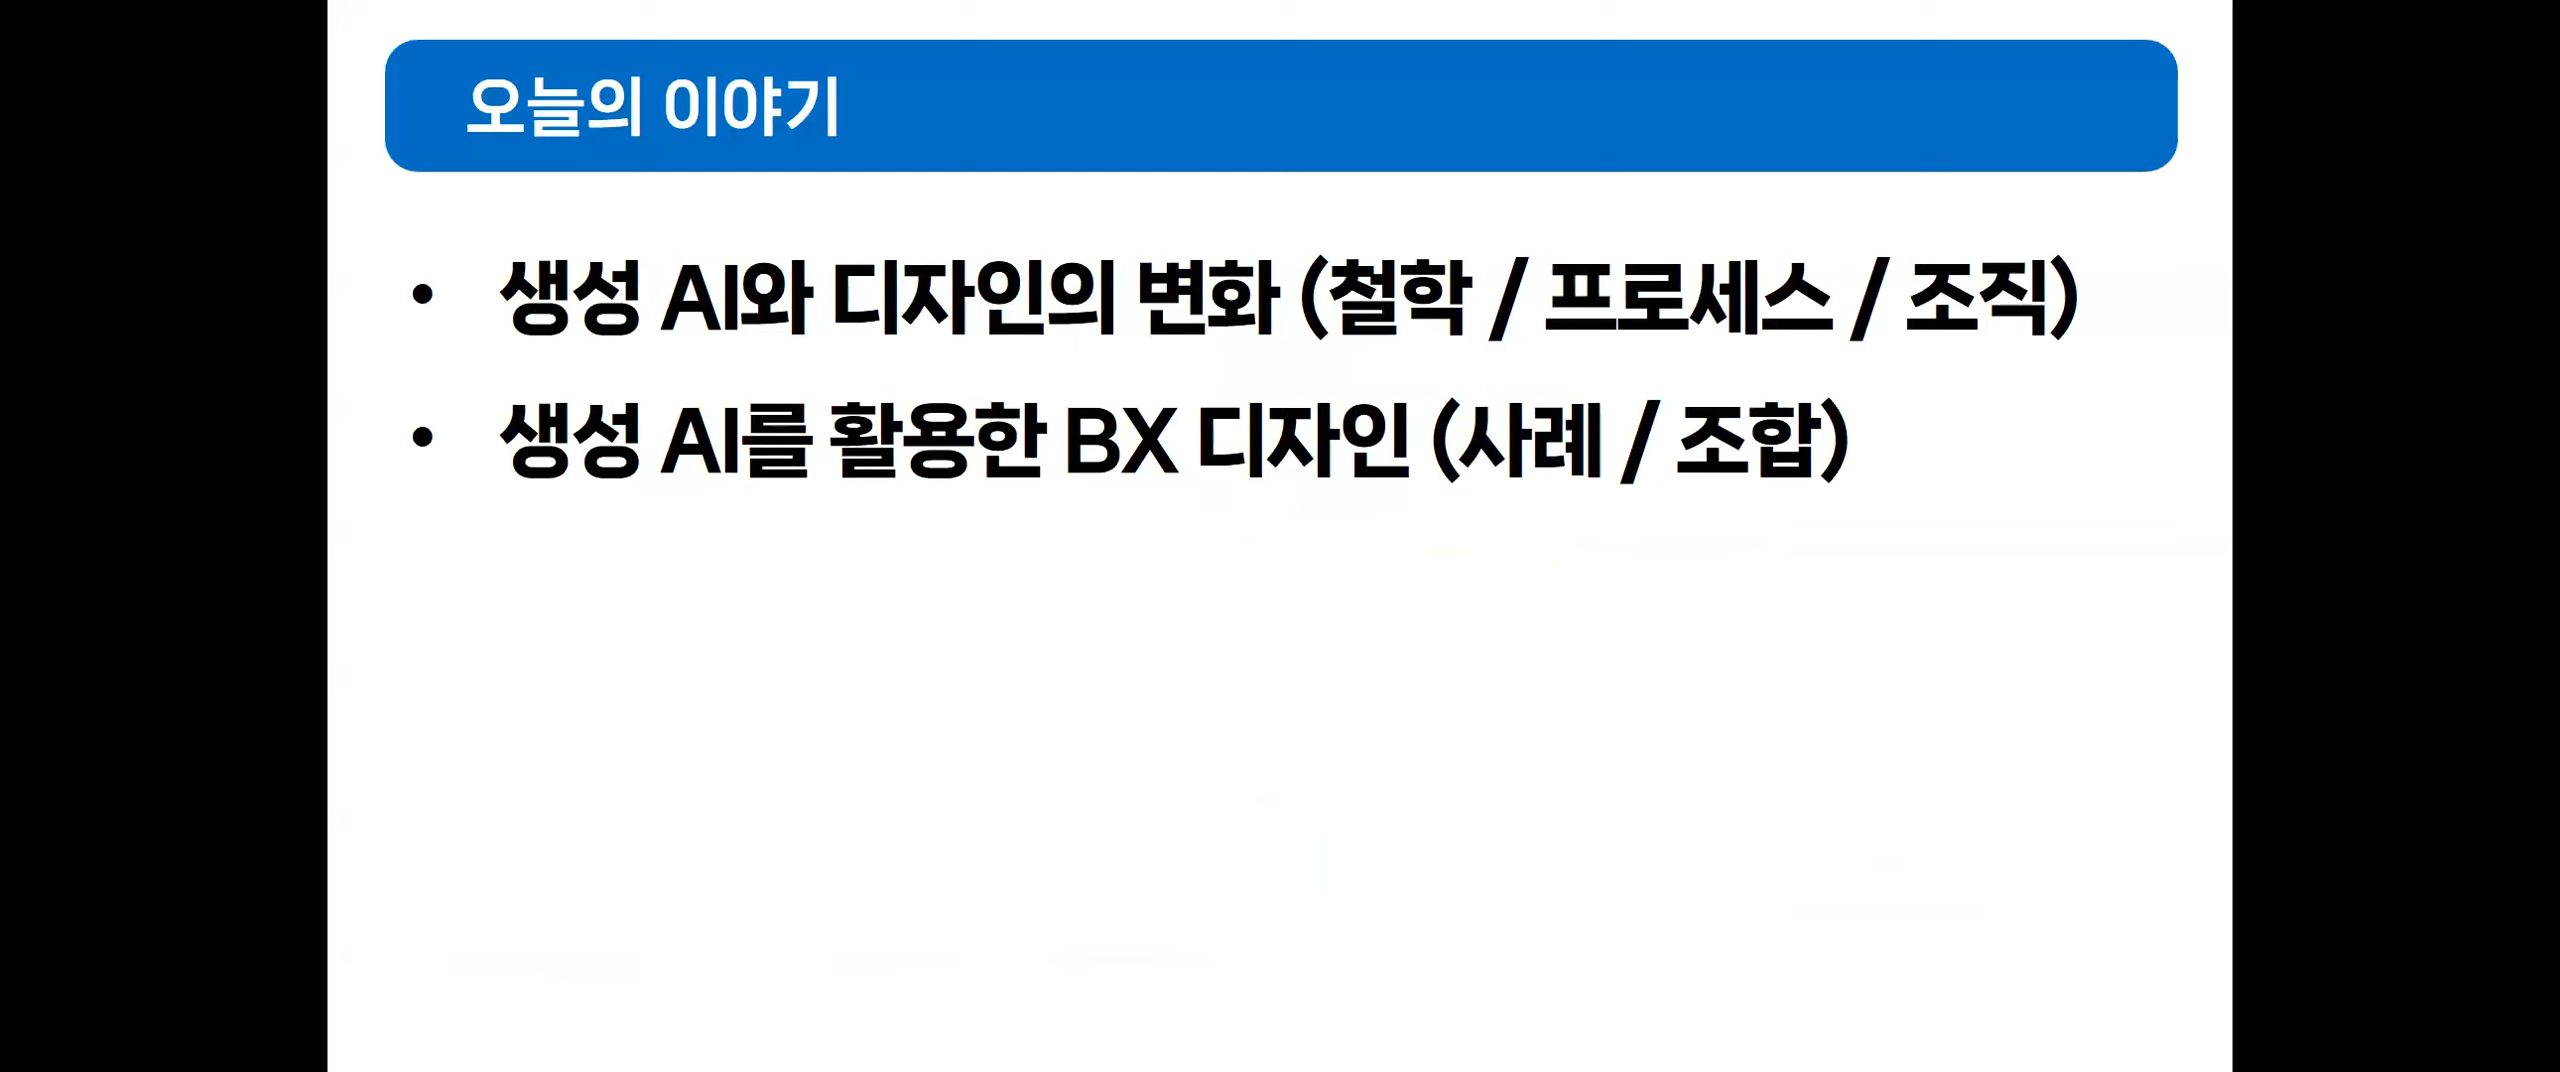 오늘의 이야기
• 생성 AI와 디자인의 변화 (철학 / 프로세스 / 조직)
• 생성 AI를 활용한 BX 디자인 (사례 / 조합)